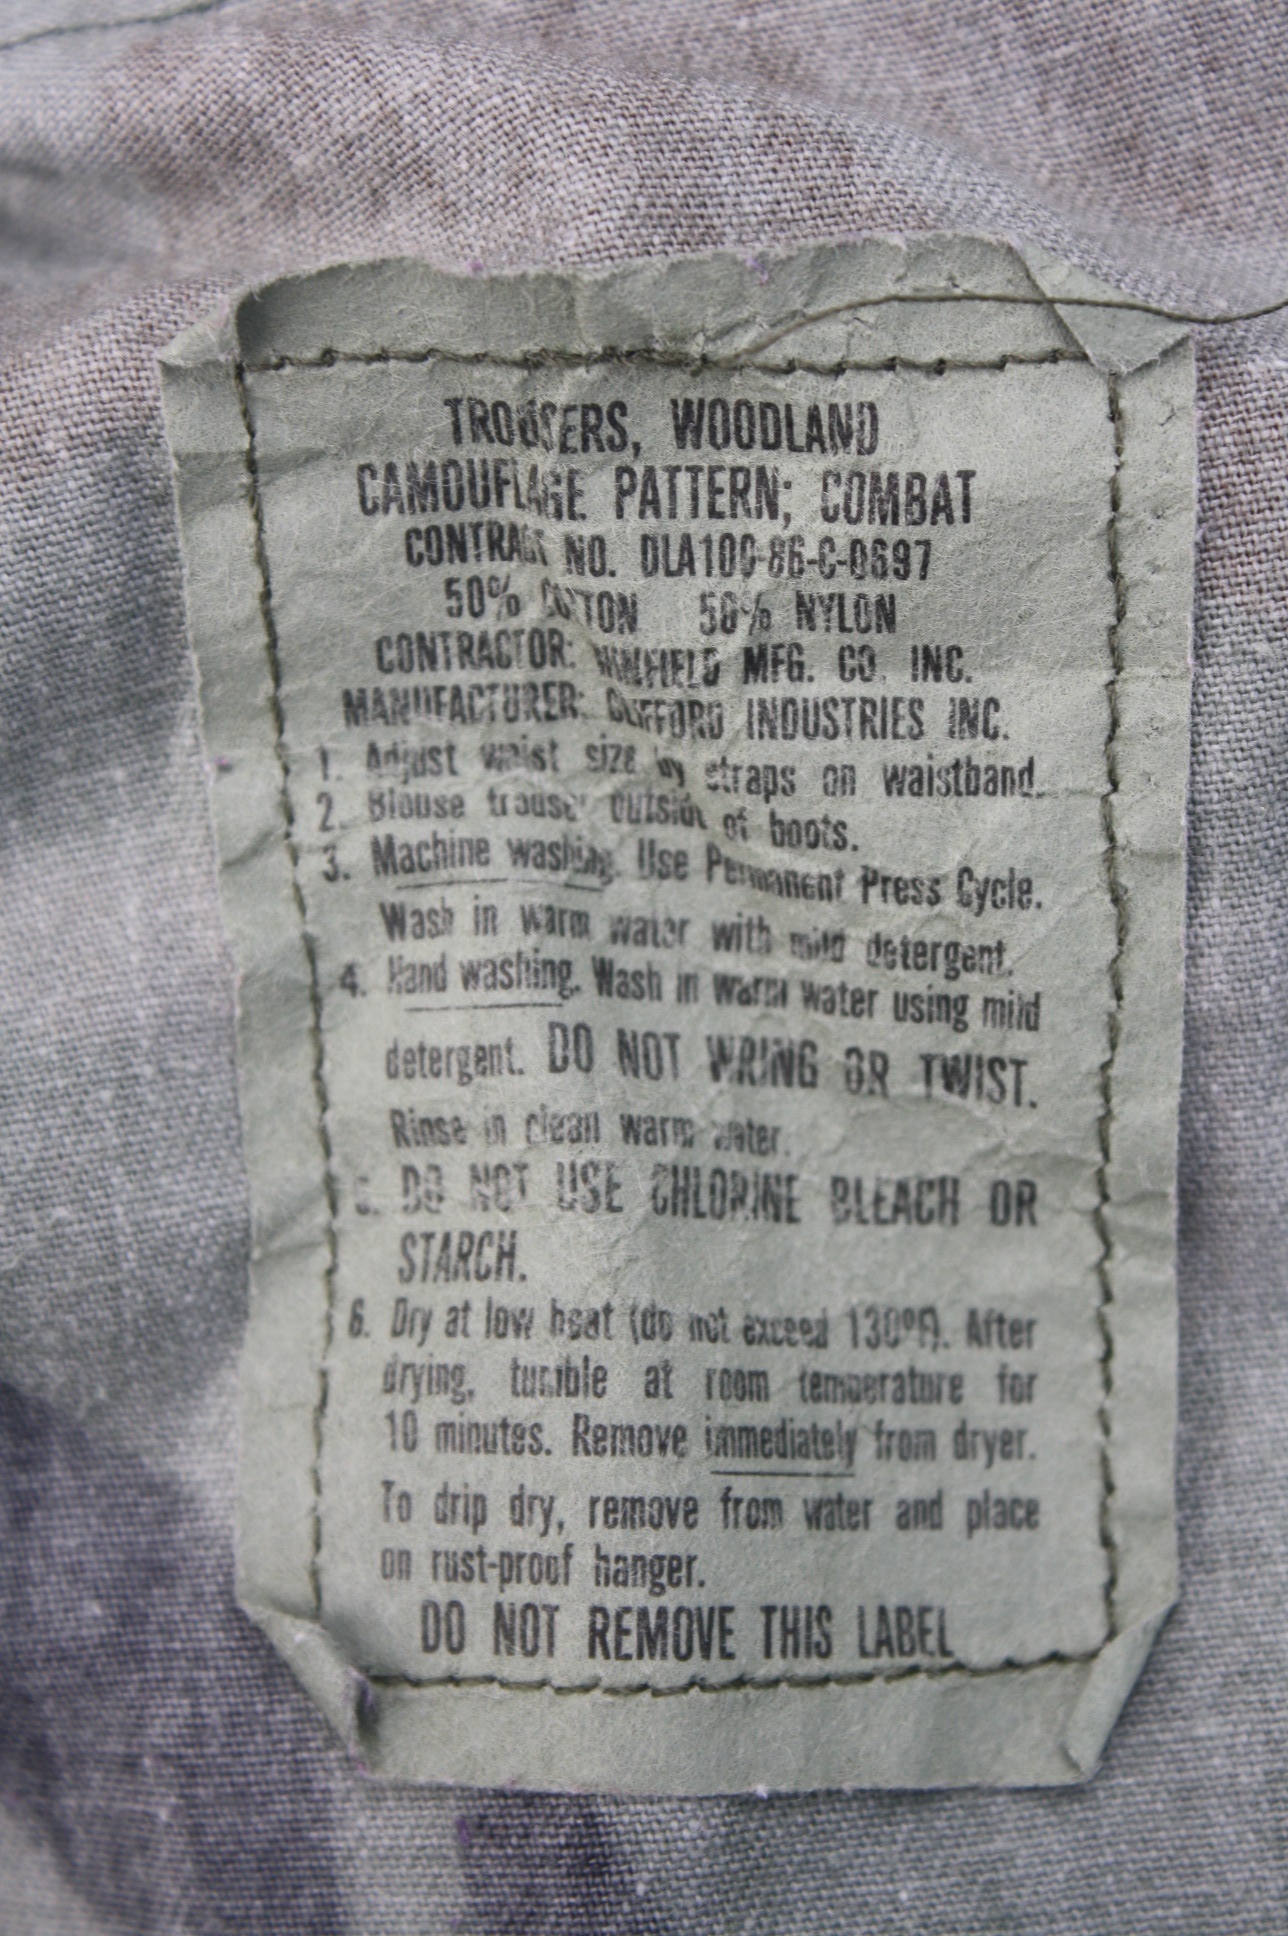 TROUSERS, WOODLAND
CAMOUFLAGE PATTERN; COMBAT
CONTRACT NO. DLA100-86-C-0697
50% COTTON 50% NYLON
CONTRACTOR: WINFIELD MFG. CO. INC.
MANUFACTURER: CLIFFORD INDUSTRIES INC.
1. Adjust waist size by straps on waistband.
2. Blouse trouser outside of boots.
3. Machine washing. Use Permanent Press Cycle.
Wash in warm water with mild detergent.
4. Hand washing. Wash in warm water using mild
detergent. DO NOT WRING OR TWIST.
Rinse in clean warm water.
5. DO NOT USE CHLORINE BLEACH OR
STARCH.
6. Dry at low heat (do not exceed 130°F). After
drying, tumble at room temperature for
10 minutes. Remove immediately from dryer.
To drip dry, remove from water and place
on rust-proof hanger.
DO NOT REMOVE THIS LABEL